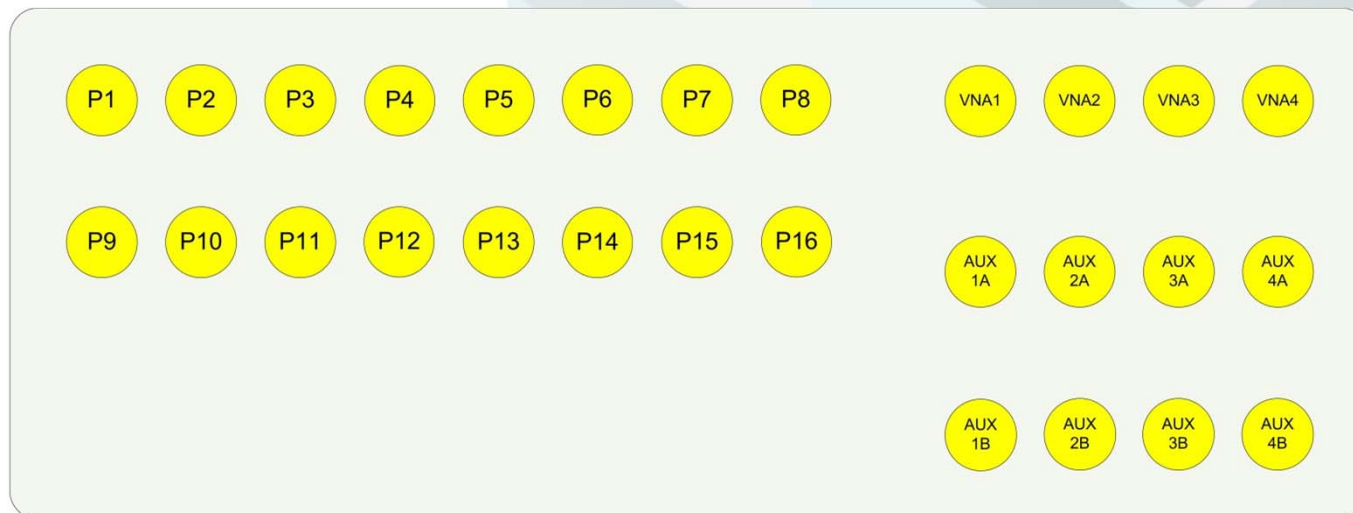 P1 P2 P3 P4 P5 P6 P7 P8 VNA1 VNA2 VNA3 VNA4
P9 P10 P11 P12 P13 P14 P15 P16
AUX AUX AUX AUX
1A 2A 3A 4A
AUX AUX AUX AUX
1B 2B 3B 4B